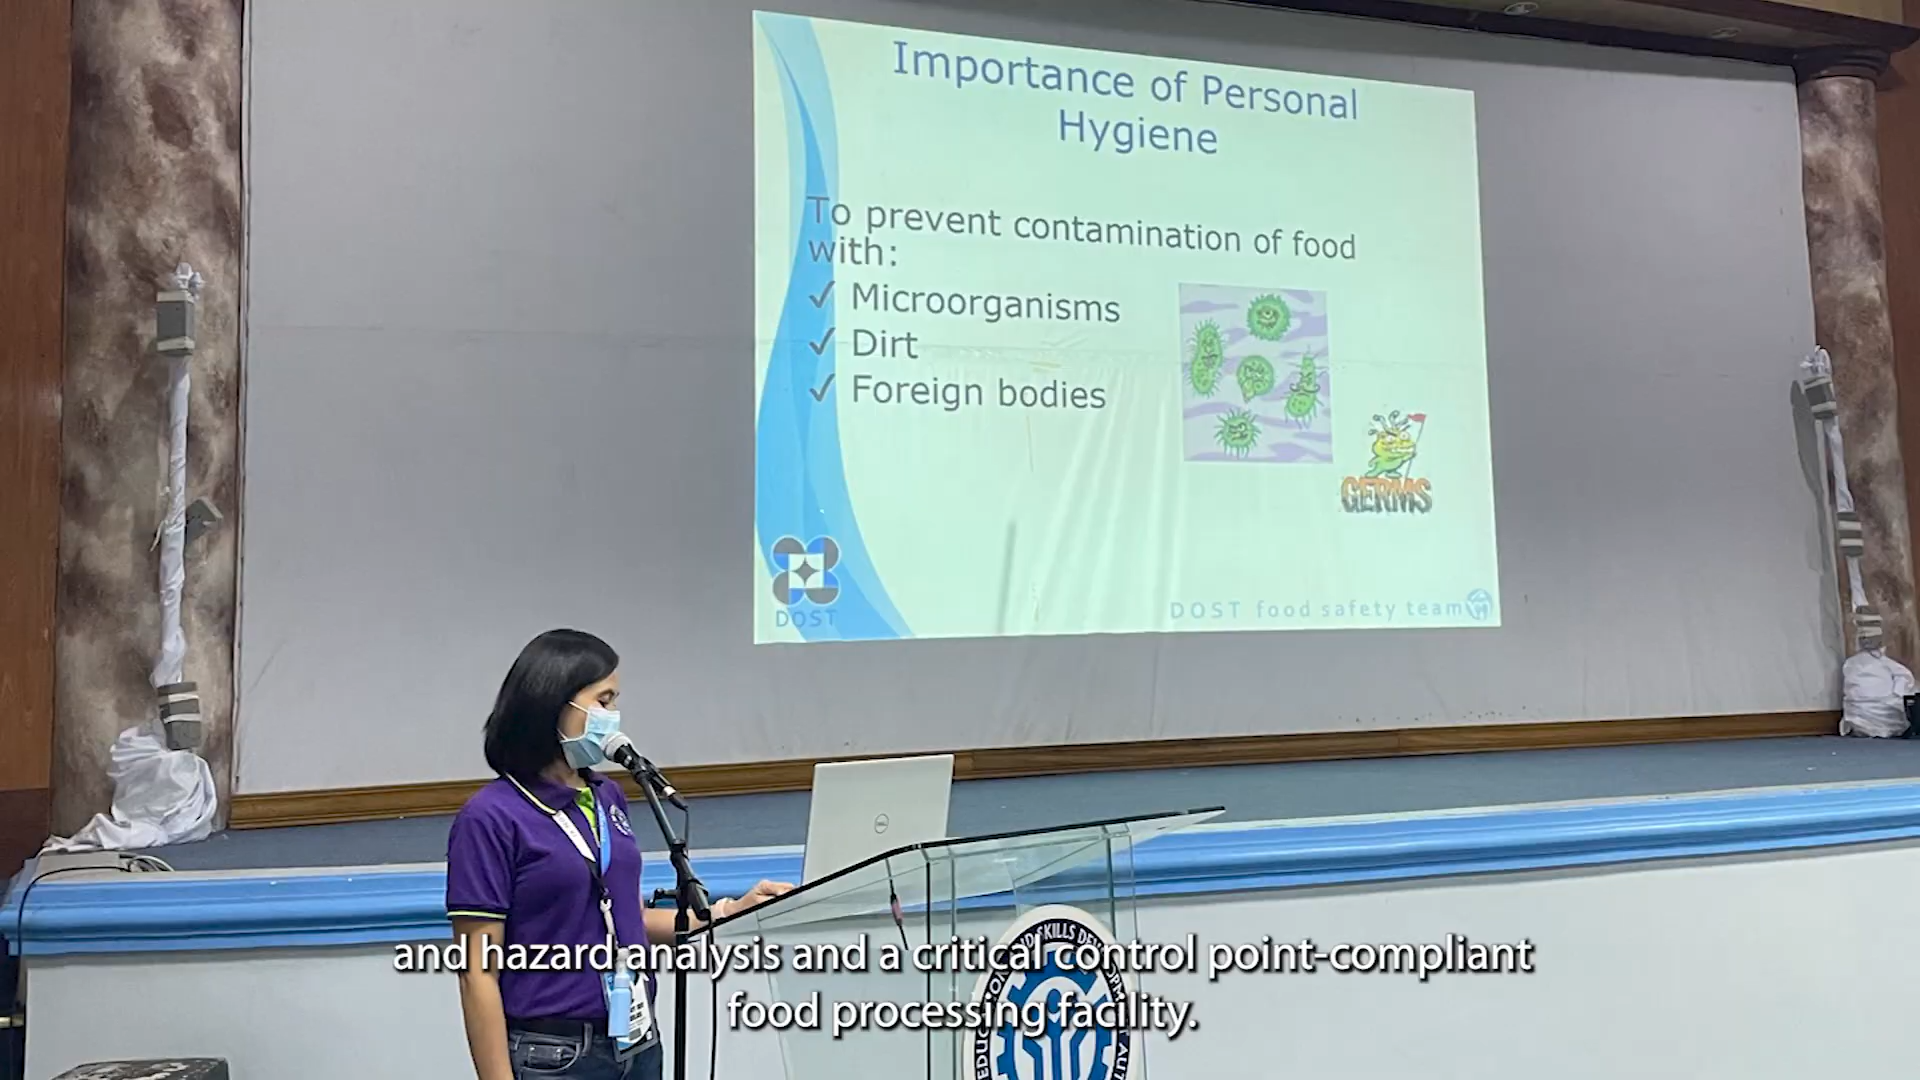 Importance of Personal
Hygiene
To prevent contamination of food
with:
✓ Microorganisms
✓ Dirt
✓ Foreign bodies
GERMS
DOST
DOST food safety team
DELL
and hazard analysis and a critical control point-compliant
food processing facility.